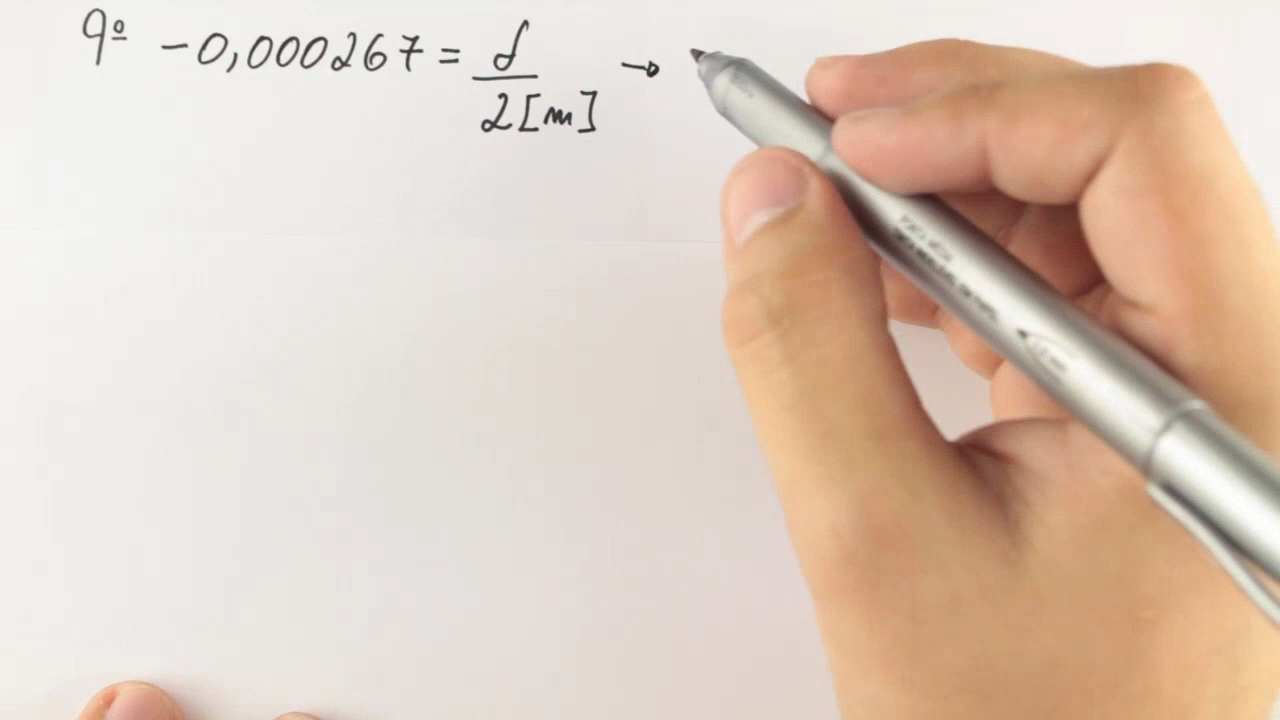 9º -0,000267 = δ / 2[m] →